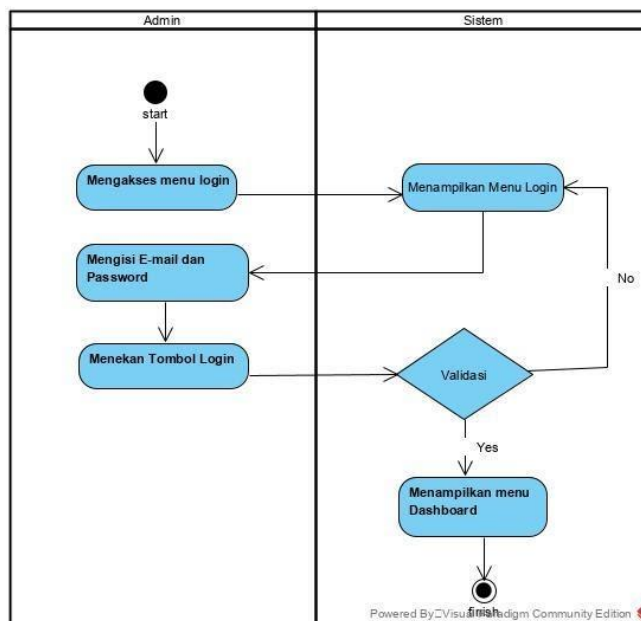 Admin
Sistem
start
Mengakses menu login
Menampilkan Menu Login
Mengisi E-mail dan
Password
No
Menekan Tombol Login
Validasi
Yes
Menampilkan menu
Dashboard
finish
Powered By Visual Paradigm Community Edition